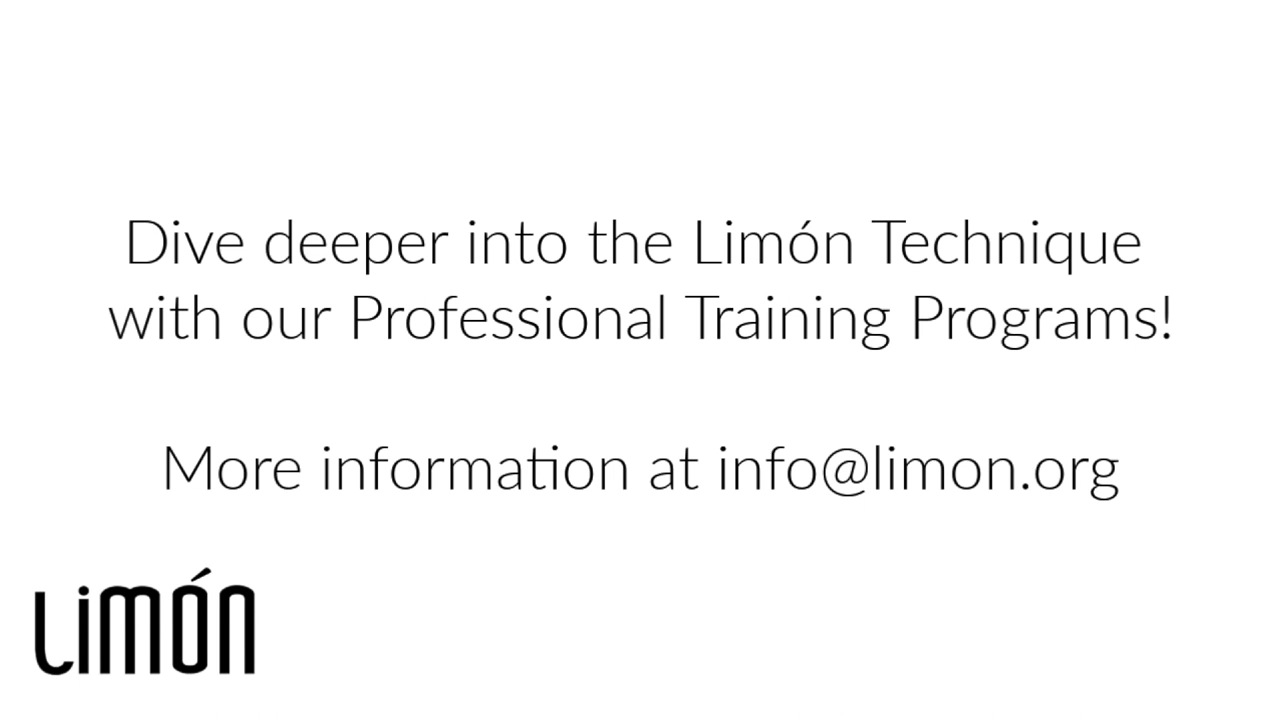 Dive deeper into the Limón Technique
with our Professional Training Programs!
More information at info@limon.org
Limón